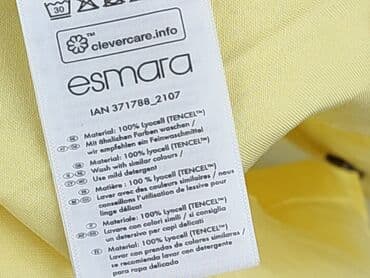 30
™ clevercare.info
esmara
IAN 371788_2107
Material: 100% Lyocell (TENCEL™)
Mit ähnlichen Farben waschen /
wir empfehlen ein Feinwaschmittel
Material: 100% Lyocell (TENCEL™)
Wash with similar colours /
Use mild detergent
Matière : 100 % Lyocell (TENCEL™)
Laver avec des couleurs similaires / nous
conseillons l'utilisation de lessive pour
linge délicat
Materiale: 100% Lyocell (TENCEL™)
Lavare con colori simili / si consiglia
un detersivo per capi delicati
Material: 100% Lyocell (TENCEL™)
Lavar con prendas de colores similares /
se recomienda lavar con detergente
para ropa delicada